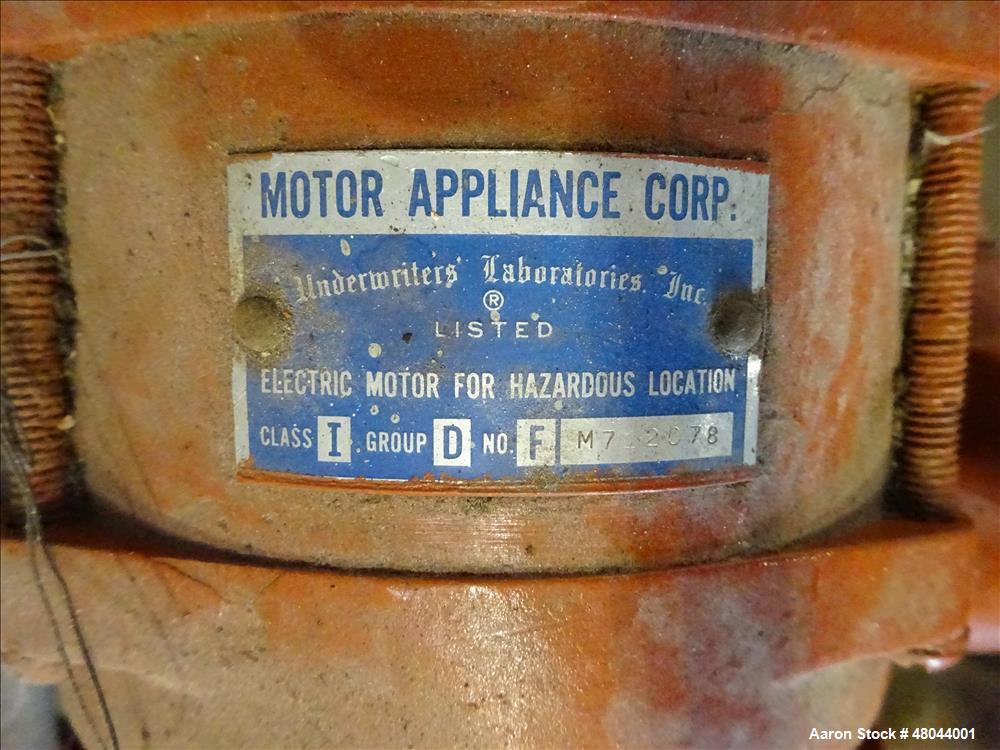 MOTOR APPLIANCE CORP.
Underwriters' Laboratories, Inc.
®
LISTED
ELECTRIC MOTOR FOR HAZARDOUS LOCATION
CLASS I. GROUP D NO. F
Aaron Stock # 48044001